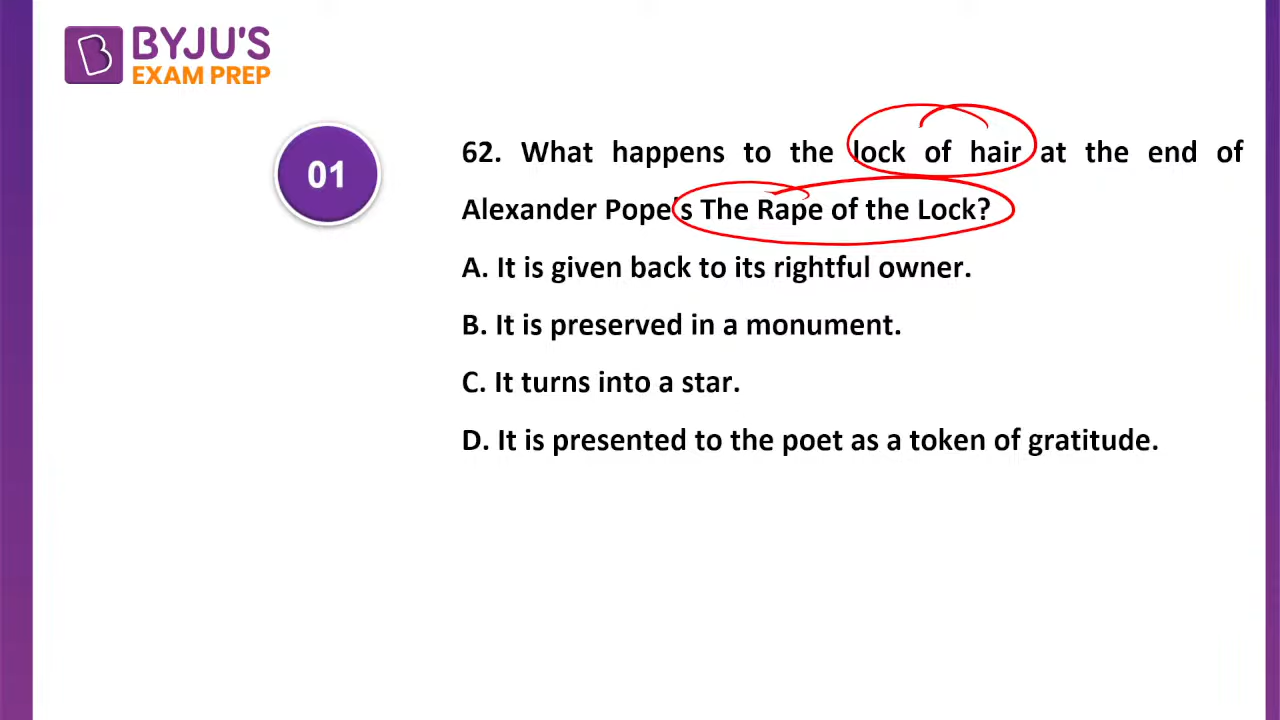 BYJU'S
EXAM PREP
01
62. What happens to the lock of hair at the end of
Alexander Pope's The Rape of the Lock?
A. It is given back to its rightful owner.
B. It is preserved in a monument.
C. It turns into a star.
D. It is presented to the poet as a token of gratitude.